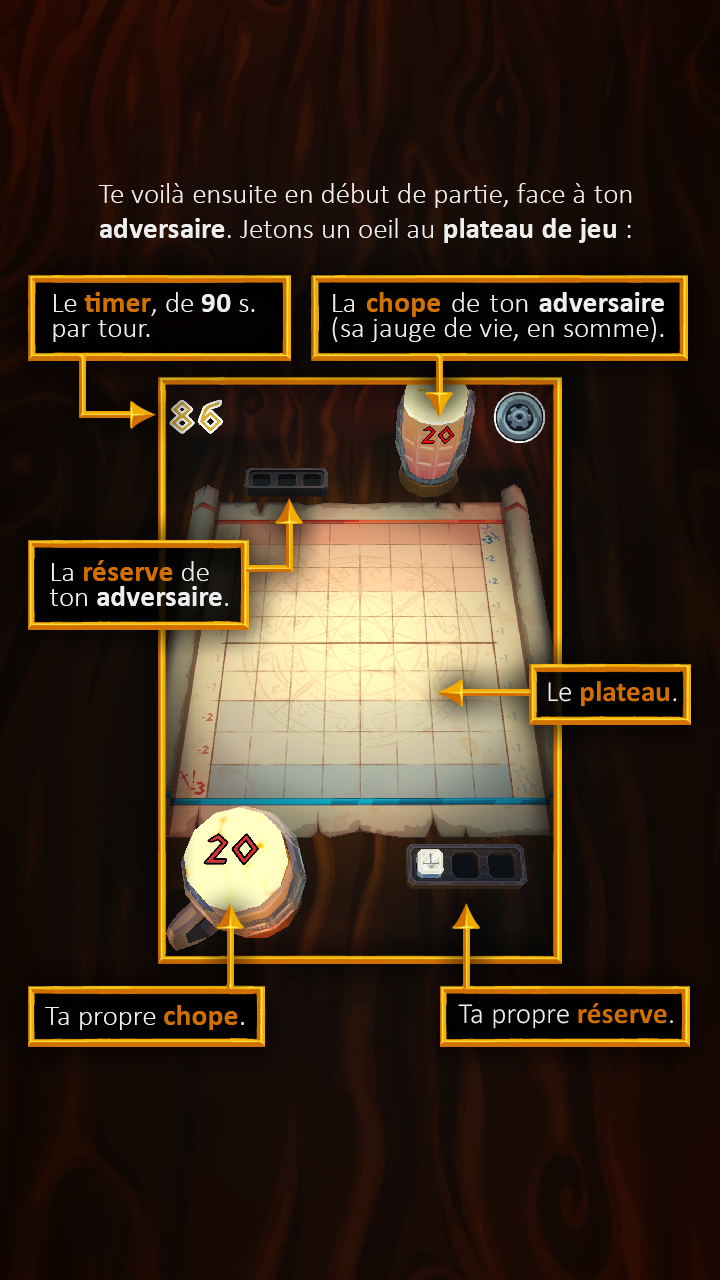 Te voilà ensuite en début de partie, face à ton
adversaire. Jetons un oeil au plateau de jeu :
Le timer, de 90 s.
par tour.
La chope de ton adversaire
(sa jauge de vie, en somme).
86
20
La réserve de
ton adversaire.
-3
+2
+2
Le plateau.
-1
-1
-2
-2
-3
20
Ta propre chope.
Ta propre réserve.